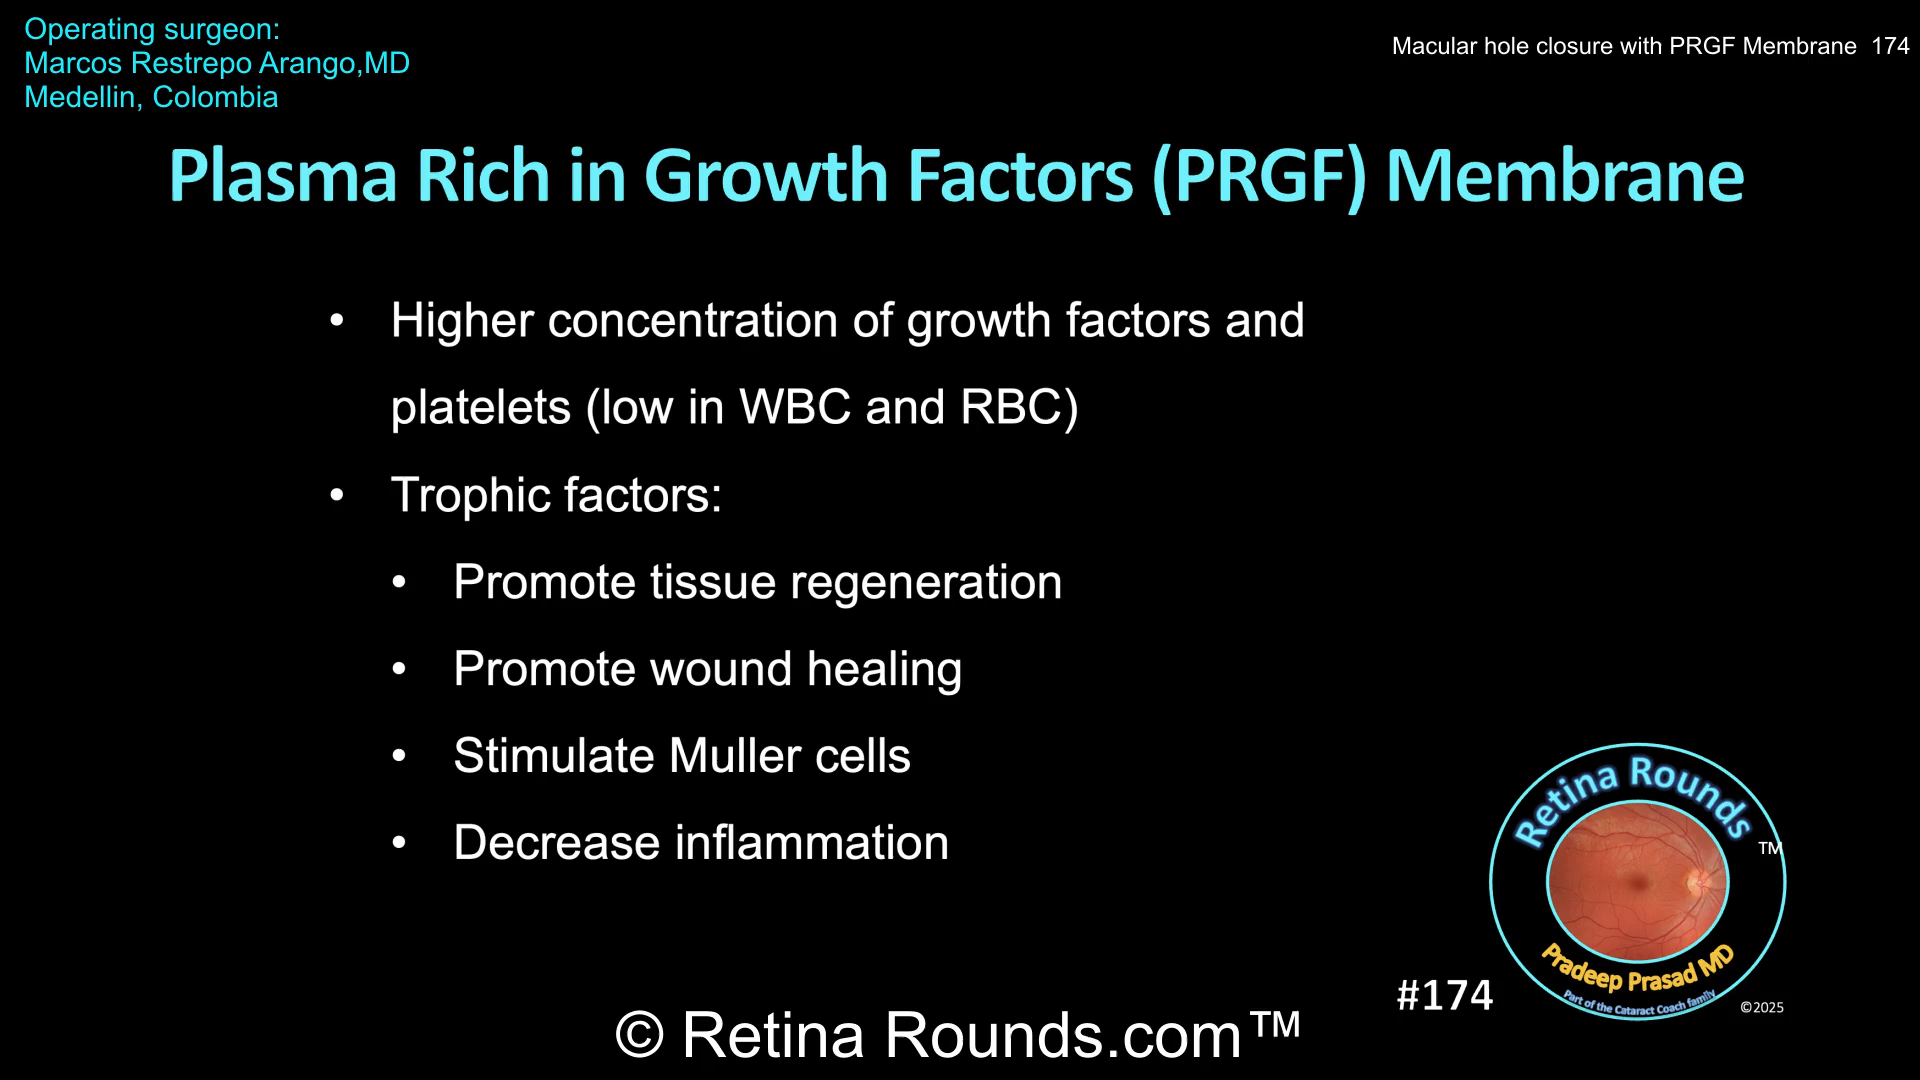 Operating surgeon:
Marcos Restrepo Arango,MD
Medellin, Colombia
Macular hole closure with PRGF Membrane 174
Plasma Rich in Growth Factors (PRGF) Membrane
• Higher concentration of growth factors and
platelets (low in WBC and RBC)
• Trophic factors:
• Promote tissue regeneration
• Promote wound healing
• Stimulate Muller cells
• Decrease inflammation
Retina Rounds
TM
Pradeep Prasad MD
Part of the Cataract Coach family
#174
©2025
© Retina Rounds.com™